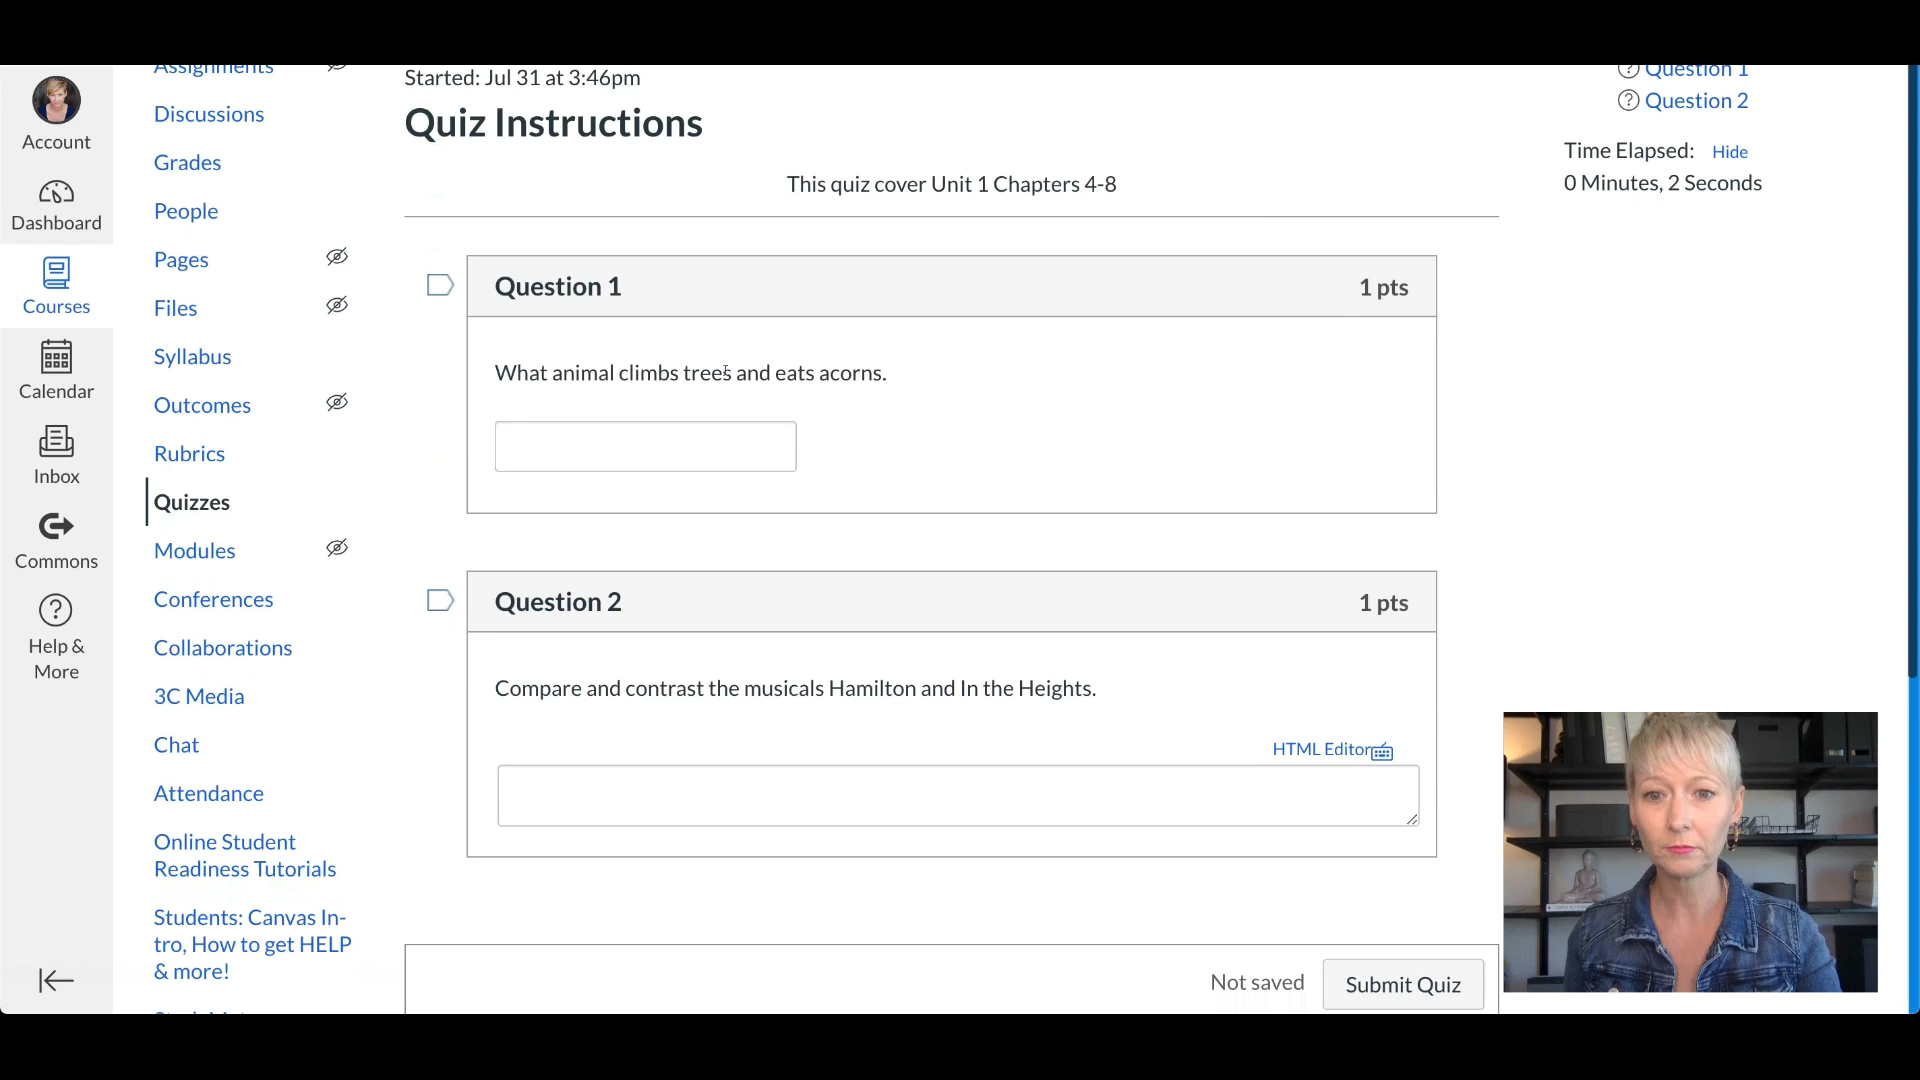 Account
Dashboard
Courses
Calendar
Inbox
Commons
Help &
More
Assignments
Discussions
Grades
People
Pages
Files
Syllabus
Outcomes
Rubrics
Quizzes
Modules
Conferences
Collaborations
3C Media
Chat
Attendance
Online Student
Readiness Tutorials
Students: Canvas In-
tro, How to get HELP
& more!
Started: Jul 31 at 3:46pm
Quiz Instructions
This quiz cover Unit 1 Chapters 4-8
Question 1
1 pts
What animal climbs trees and eats acorns.
Question 2
1 pts
Compare and contrast the musicals Hamilton and In the Heights.
HTML Editor
Not saved
Submit Quiz
Question 1
Question 2
Time Elapsed: Hide
0 Minutes, 2 Seconds